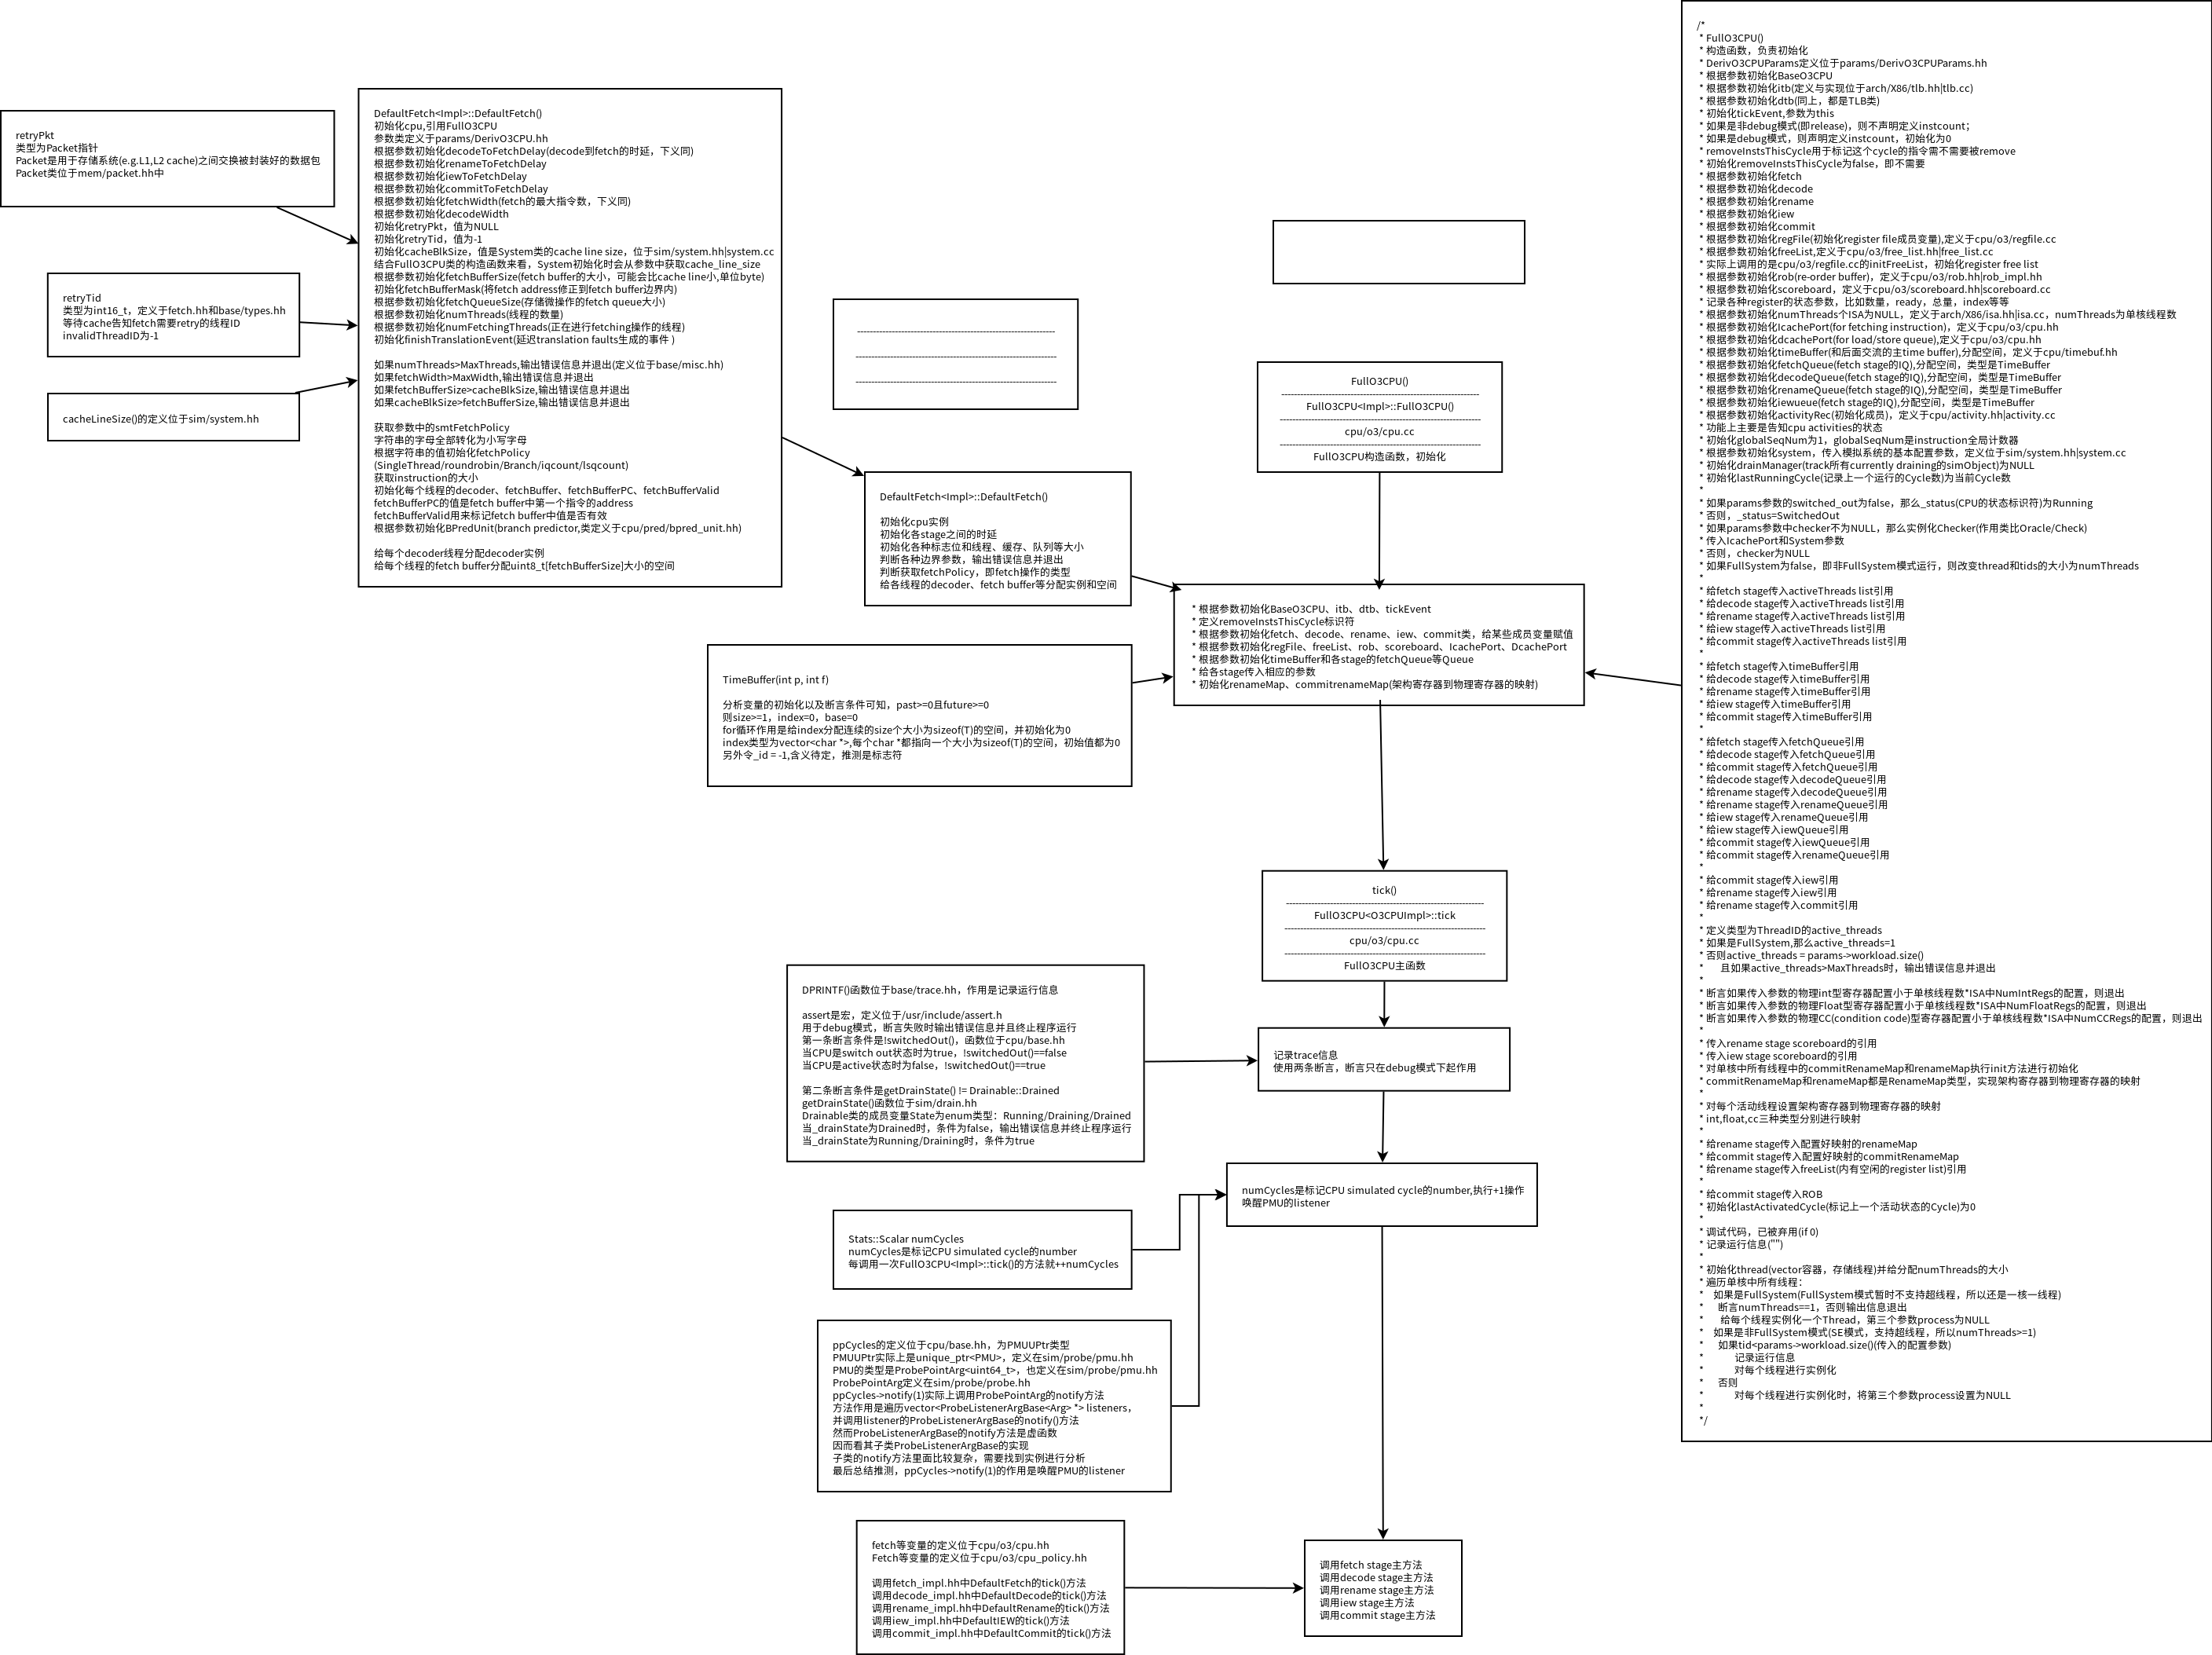 retryPkt
类型为Packet指针
Packet是用于存储系统(e.g.L1,L2 cache)之间交换被封装好的数据包
Packet类位于mem/packet.hh中
retryTid
类型为int16_t，定义于fetch.hh和base/types.hh
等待cache告知fetch需要retry的线程ID
invalidThreadID为-1
cacheLineSize()的定义位于sim/system.hh
DefaultFetch<Impl>::DefaultFetch()
初始化cpu,引用FullO3CPU
参数类定义于params/DerivO3CPU.hh
根据参数初始化decodeToFetchDelay(decode到fetch的时延，下义同)
根据参数初始化renameToFetchDelay
根据参数初始化iewToFetchDelay
根据参数初始化commitToFetchDelay
根据参数初始化fetchWidth(fetch的最大指令数，下义同)
根据参数初始化decodeWidth
初始化retryPkt，值为NULL
初始化retryTid，值为-1
初始化cacheBlkSize，值是System类的cache line size，位于sim/system.hh|system.cc
结合FullO3CPU类的构造函数来看，System初始化时会从参数中获取cache_line_size
根据参数初始化fetchBufferSize(fetch buffer的大小，可能会比cache line小,单位byte)
初始化fetchBufferMask(将fetch address修正到fetch buffer边界内)
根据参数初始化fetchQueueSize(存储微操作的fetch queue大小)
根据参数初始化numThreads(线程的数量)
根据参数初始化numFetchingThreads(正在进行fetching操作的线程)
初始化finishTranslationEvent(延迟translation faults生成的事件 )
如果numThreads>MaxThreads,输出错误信息并退出(定义位于base/misc.hh)
如果fetchWidth>MaxWidth,输出错误信息并退出
如果fetchBufferSize>cacheBlkSize,输出错误信息并退出
如果cacheBlkSize>fetchBufferSize,输出错误信息并退出
获取参数中的smtFetchPolicy
字符串的字母全部转化为小写字母
根据字符串的值初始化fetchPolicy
(SingleThread/roundrobin/Branch/iqcount/lsqcount)
获取instruction的大小
初始化每个线程的decoder、fetchBuffer、fetchBufferPC、fetchBufferValid
fetchBufferPC的值是fetch buffer中第一个指令的address
fetchBufferValid用来标记fetch buffer中值是否有效
根据参数初始化BPredUnit(branch predictor,类定义于cpu/pred/bpred_unit.hh)
给每个decoder线程分配decoder实例
给每个线程的fetch buffer分配uint8_t[fetchBufferSize]大小的空间
DefaultFetch<Impl>::DefaultFetch()
初始化cpu实例
初始化各stage之间的时延
初始化各种标志位和线程、缓存、队列等大小
判断各种边界参数，输出错误信息并退出
判断获取fetchPolicy，即fetch操作的类型
给各线程的decoder、fetch buffer等分配实例和空间
TimeBuffer(int p, int f)
分析变量的初始化以及断言条件可知，past>=0且future>=0
则size>=1，index=0，base=0
for循环作用是给index分配连续的size个大小为sizeof(T)的空间，并初始化为0
index类型为vector<char *>,每个char *都指向一个大小为sizeof(T)的空间，初始值都为0
另外令_id = -1,含义待定，推测是标志符
FullO3CPU()
FullO3CPU<Impl>::FullO3CPU()
cpu/o3/cpu.cc
FullO3CPU构造函数，初始化
* 根据参数初始化BaseO3CPU、itb、dtb、tickEvent
* 定义removeInstsThisCycle标识符
* 根据参数初始化fetch、decode、rename、iew、commit类，给某些成员变量赋值
* 根据参数初始化regFile、freeList、rob、scoreboard、IcachePort、DcachePort
* 根据参数初始化timeBuffer和各stage的fetchQueue等Queue
* 给各stage传入相应的参数
* 初始化renameMap、commitrenameMap(架构寄存器到物理寄存器的映射)
tick()
FullO3CPU<O3CPUImpl>::tick
cpu/o3/cpu.cc
FullO3CPU主函数
DPRINTF()函数位于base/trace.hh，作用是记录运行信息
assert是宏，定义位于/usr/include/assert.h
用于debug模式，断言失败时输出错误信息并且终止程序运行
第一条断言条件是!switchedOut()，函数位于cpu/base.hh
当CPU是switch out状态时为true，!switchedOut()==false
当CPU是active状态时为false，!switchedOut()==true
第二条断言条件是getDrainState() != Drainable::Drained
getDrainState()函数位于sim/drain.hh
Drainable类的成员变量State为enum类型：Running/Draining/Drained
当_drainState为Drained时，条件为false，输出错误信息并终止程序运行
当_drainState为Running/Draining时，条件为true
记录trace信息
使用两条断言，断言只在debug模式下起作用
numCycles是标记CPU simulated cycle的number,执行+1操作
唤醒PMU的listener
Stats::Scalar numCycles
numCycles是标记CPU simulated cycle的number
每调用一次FullO3CPU<Impl>::tick()的方法就++numCycles
ppCycles的定义位于cpu/base.hh，为PMUUPtr类型
PMUUPtr实际上是unique_ptr<PMU>，定义在sim/probe/pmu.hh
PMU的类型是ProbePointArg<uint64_t>，也定义在sim/probe/pmu.hh
ProbePointArg定义在sim/probe/probe.hh
ppCycles->notify(1)实际上调用ProbePointArg的notify方法
方法作用是遍历vector<ProbeListenerArgBase<Arg> *> listeners，
并调用listener的ProbeListenerArgBase的notify()方法
然而ProbeListenerArgBase的notify方法是虚函数
因而看其子类ProbeListenerArgBase的实现
子类的notify方法里面比较复杂，需要找到实例进行分析
最后总结推测，ppCycles->notify(1)的作用是唤醒PMU的listener
fetch等变量的定义位于cpu/o3/cpu.hh
Fetch等变量的定义位于cpu/o3/cpu_policy.hh
调用fetch_impl.hh中DefaultFetch的tick()方法
调用decode_impl.hh中DefaultDecode的tick()方法
调用rename_impl.hh中DefaultRename的tick()方法
调用iew_impl.hh中DefaultIEW的tick()方法
调用commit_impl.hh中DefaultCommit的tick()方法
调用fetch stage主方法
调用decode stage主方法
调用rename stage主方法
调用iew stage主方法
调用commit stage主方法
/*
* FullO3CPU()
* 构造函数，负责初始化
* DerivO3CPUParams定义位于params/DerivO3CPUParams.hh
* 根据参数初始化BaseO3CPU
* 根据参数初始化itb(定义与实现位于arch/X86/tlb.hh|tlb.cc)
* 根据参数初始化dtb(同上，都是TLB类)
* 初始化tickEvent,参数为this
* 如果是非debug模式(即release)，则不声明定义instcount；
* 如果是debug模式，则声明定义instcount，初始化为0
* removeInstsThisCycle用于标记这个cycle的指令需不需要被remove
* 初始化removeInstsThisCycle为false，即不需要
* 根据参数初始化fetch
* 根据参数初始化decode
* 根据参数初始化rename
* 根据参数初始化iew
* 根据参数初始化commit
* 根据参数初始化regFile(初始化register file成员变量),定义于cpu/o3/regfile.cc
* 根据参数初始化freeList,定义于cpu/o3/free_list.hh|free_list.cc
* 实际上调用的是cpu/o3/regfile.cc的initFreeList，初始化register free list
* 根据参数初始化rob(re-order buffer)，定义于cpu/o3/rob.hh|rob_impl.hh
* 根据参数初始化scoreboard，定义于cpu/o3/scoreboard.hh|scoreboard.cc
* 记录各种register的状态参数，比如数量，ready，总量，index等等
* 根据参数初始化numThreads个ISA为NULL，定义于arch/X86/isa.hh|isa.cc，numThreads为单核线程数
* 根据参数初始化IcachePort(for fetching instruction)，定义于cpu/o3/cpu.hh
* 根据参数初始化dcachePort(for load/store queue),定义于cpu/o3/cpu.hh
* 根据参数初始化timeBuffer(和后面交流的主time buffer),分配空间，定义于cpu/timebuf.hh
* 根据参数初始化fetchQueue(fetch stage的IQ),分配空间，类型是TimeBuffer
* 根据参数初始化decodeQueue(fetch stage的IQ),分配空间，类型是TimeBuffer
* 根据参数初始化renameQueue(fetch stage的IQ),分配空间，类型是TimeBuffer
* 根据参数初始化iewwueue(fetch stage的IQ),分配空间，类型是TimeBuffer
* 根据参数初始化activityRec(初始化成员)，定义于cpu/activity.hh|activity.cc
* 功能上主要是告知cpu activities的状态
* 初始化globalSeqNum为1，globalSeqNum是instruction全局计数器
* 根据参数初始化system，传入模拟系统的基本配置参数，定义位于sim/system.hh|system.cc
* 初始化drainManager(track所有currently draining的simObject)为NULL
* 初始化lastRunningCycle(记录上一个运行的Cycle数)为当前Cycle数
*
* 如果params参数的switched_out为false，那么_status(CPU的状态标识符)为Running
* 否则，_status=SwitchedOut
* 如果params参数中checker不为NULL，那么实例化Checker(作用类比Oracle/Check)
* 传入IcachePort和System参数
* 否则，checker为NULL
* 如果FullSystem为false，即非FullSystem模式运行，则改变thread和tids的大小为numThreads
*
* 给fetch stage传入activeThreads list引用
* 给decode stage传入activeThreads list引用
* 给rename stage传入activeThreads list引用
* 给iew stage传入activeThreads list引用
* 给commit stage传入activeThreads list引用
*
* 给fetch stage传入timeBuffer引用
* 给decode stage传入timeBuffer引用
* 给rename stage传入timeBuffer引用
* 给iew stage传入timeBuffer引用
* 给commit stage传入timeBuffer引用
*
* 给fetch stage传入fetchQueue引用
* 给decode stage传入fetchQueue引用
* 给commit stage传入fetchQueue引用
* 给decode stage传入decodeQueue引用
* 给rename stage传入decodeQueue引用
* 给rename stage传入renameQueue引用
* 给iew stage传入renameQueue引用
* 给iew stage传入iewQueue引用
* 给commit stage传入iewQueue引用
* 给commit stage传入renameQueue引用
*
* 给commit stage传入iew引用
* 给rename stage传入iew引用
* 给rename stage传入commit引用
*
* 定义类型为ThreadID的active_threads
* 如果是FullSystem,那么active_threads=1
* 否则active_threads = params->workload.size()
* 且如果active_threads>MaxThreads时，输出错误信息并退出
*
* 断言如果传入参数的物理int型寄存器配置小于单核线程数*ISA中NumIntRegs的配置，则退出
* 断言如果传入参数的物理Float型寄存器配置小于单核线程数*ISA中NumFloatRegs的配置，则退出
* 断言如果传入参数的物理CC(condition code)型寄存器配置小于单核线程数*ISA中NumCCRegs的配置，则退出
*
* 传入rename stage scoreboard的引用
* 传入iew stage scoreboard的引用
* 对单核中所有线程中的commitRenameMap和renameMap执行init方法进行初始化
* commitRenameMap和renameMap都是RenameMap类型，实现架构寄存器到物理寄存器的映射
*
* 对每个活动线程设置架构寄存器到物理寄存器的映射
* int,float,cc三种类型分别进行映射
*
* 给rename stage传入配置好映射的renameMap
* 给commit stage传入配置好映射的commitRenameMap
* 给rename stage传入freeList(内有空闲的register list)引用
*
* 给commit stage传入ROB
* 初始化lastActivatedCycle(标记上一个活动状态的Cycle)为0
*
* 调试代码，已被弃用(if 0)
* 记录运行信息("")
*
* 初始化thread(vector容器，存储线程)并给分配numThreads的大小
* 遍历单核中所有线程：
* 如果是FullSystem(FullSystem模式暂时不支持超线程，所以还是一核一线程)
* 断言numThreads==1，否则输出信息退出
* 给每个线程实例化一个Thread，第三个参数process为NULL
* 如果是非FullSystem模式(SE模式，支持超线程，所以numThreads>=1)
* 如果tid<params->workload.size()(传入的配置参数)
* 记录运行信息
* 对每个线程进行实例化
* 否则
* 对每个线程进行实例化时，将第三个参数process设置为NULL
*
*/